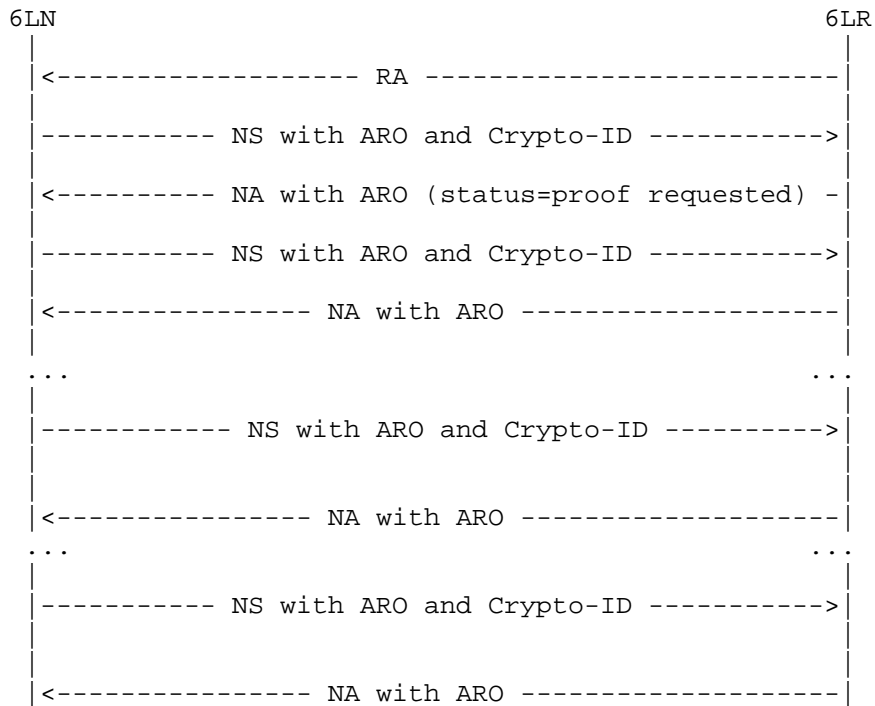 6LN 6LR
<------------------- RA --------------------------
----------- NS with ARO and Crypto-ID ----------->
<---------- NA with ARO (status=proof requested) -
----------- NS with ARO and Crypto-ID ----------->
<---------------- NA with ARO --------------------
... ...
------------ NS with ARO and Crypto-ID ---------->
<---------------- NA with ARO --------------------
... ...
----------- NS with ARO and Crypto-ID ----------->
<---------------- NA with ARO --------------------